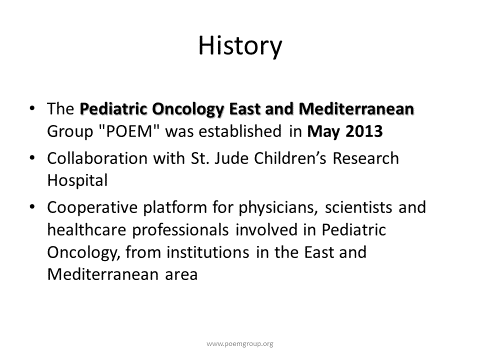 History
• The Pediatric Oncology East and Mediterranean
Group "POEM" was established in May 2013
• Collaboration with St. Jude Children’s Research
Hospital
• Cooperative platform for physicians, scientists and
healthcare professionals involved in Pediatric
Oncology, from institutions in the East and
Mediterranean area
www.poemgroup.org